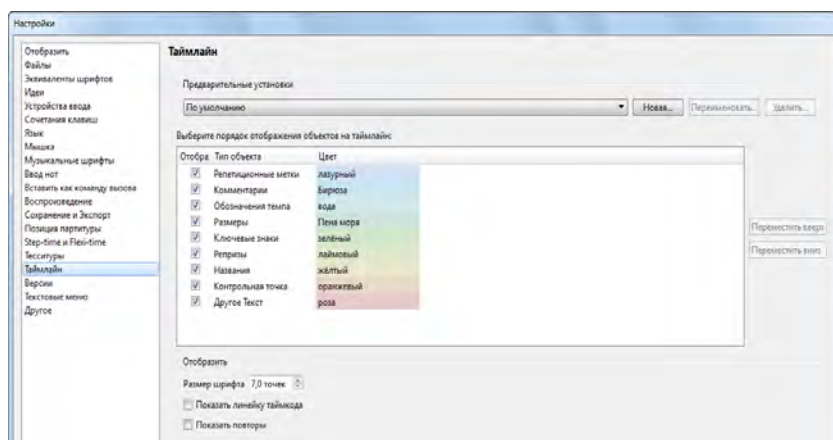 Настройки
Отобразить
Файлы
Эквиваленты шрифтов
Идеи
Устройства ввода
Сочетания клавиш
Язык
Мышка
Музыкальные шрифты
Ввод нот
Вставить как команду вызова
Воспроизведение
Сохранение и Экспорт
Позиция партитуры
Step-time и Flexi-time
Тесситуры
Таймлайн
Версии
Текстовые меню
Другое
Таймлайн
Предварительные установки
По умолчанию
Новая... Переименовать... Удалить...
Выберите порядок отображения объектов на таймлайн:
Отобра Тип объекта Цвет
Репетиционные метки лазурный
Комментарии Бирюза
Обозначения темпа вода
Размеры Пена моря
Ключевые знаки зелёный
Репризы лаймовый
Названия жёлтый
Контрольная точка оранжевый
Другое Текст роза
Переместить вверх
Переместить вниз
Отобразить
Размер шрифта 7,0 точек
Показать линейку таймкода
Показать повторы